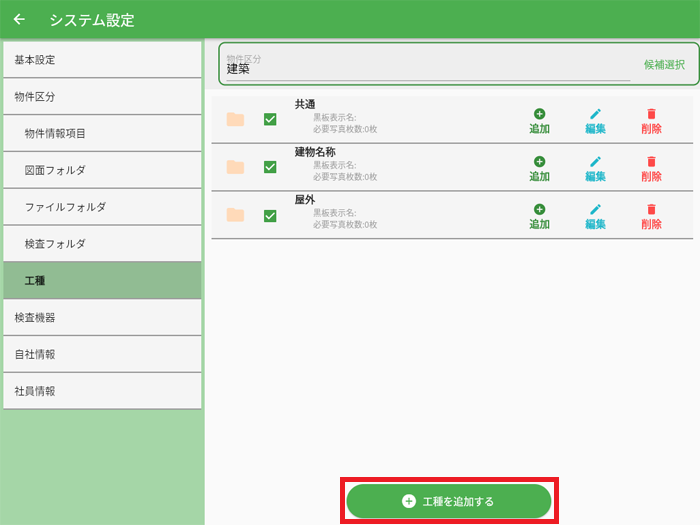 システム設定
基本設定
物件区分
物件情報項目
図面フォルダ
ファイルフォルダ
検査フォルダ
工種
検査機器
自社情報
社員情報
物件区分
建築
候補選択
共通
黒板表示名:
必要写真枚数:0枚
追加
編集
削除
建物名称
黒板表示名:
必要写真枚数:0枚
追加
編集
削除
屋外
黒板表示名:
必要写真枚数:0枚
追加
編集
削除
工種を追加する